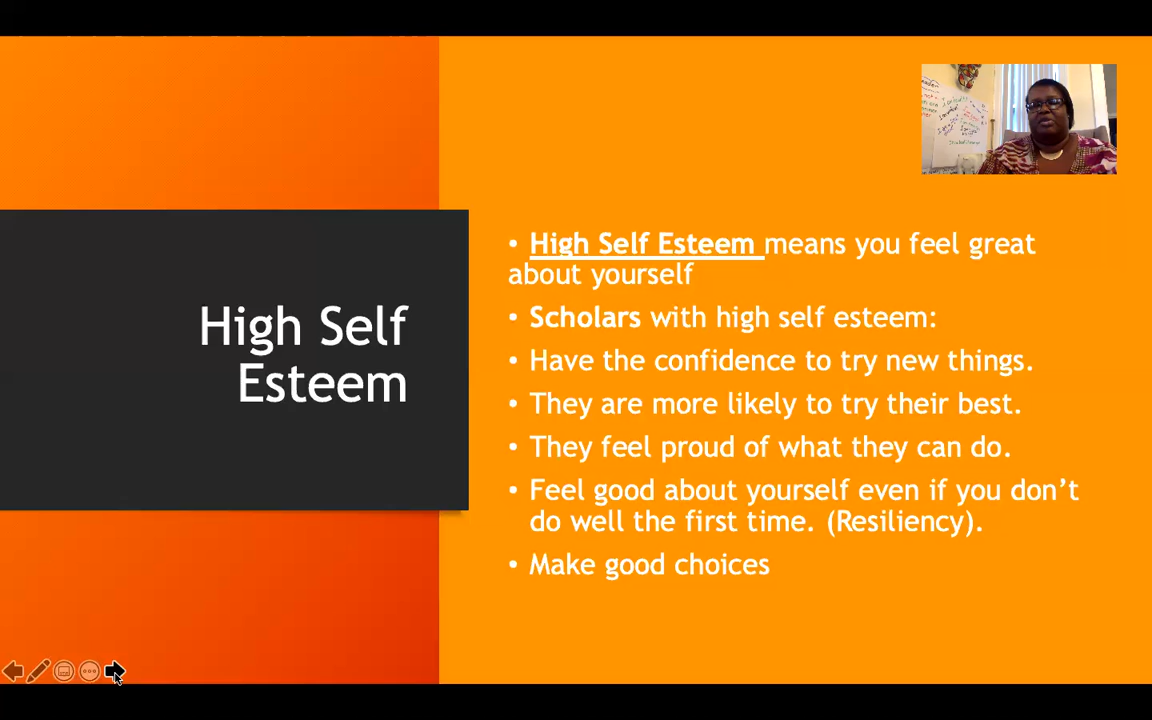 High Self
Esteem
• High Self Esteem means you feel great
about yourself
• Scholars with high self esteem:
• Have the confidence to try new things.
• They are more likely to try their best.
• They feel proud of what they can do.
• Feel good about yourself even if you don't
do well the first time. (Resiliency).
• Make good choices